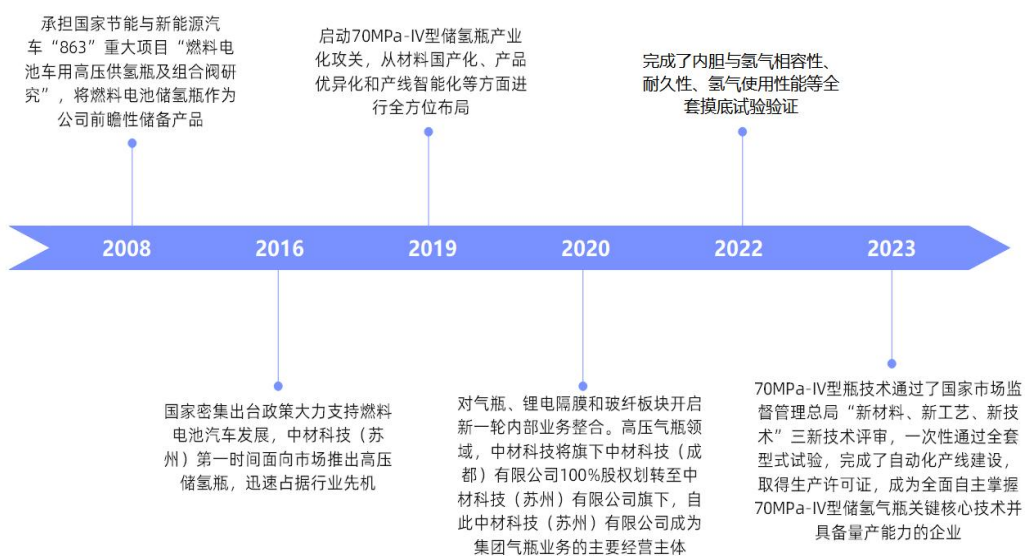 承担国家节能与新能源汽
车“863”重大项目“燃料电
池车用高压供氢瓶及组合阀研
究”，将燃料电池储氢瓶作为
公司前瞻性储备产品
启动70MPa-IV型储氢瓶产业
化攻关，从材料国产化、产品
优异化和产线智能化等方面进
行全方位布局
完成了内胆与氢气相容性、
耐久性、氢气使用性能等全
套摸底试验验证
2008
2016
2019
2020
2022
2023
国家密集出台政策大力支持燃料
电池汽车发展，中材科技（苏
州）第一时间面向市场推出高压
储氢瓶，迅速占据行业先机
对气瓶、锂电隔膜和玻纤板块开启
新一轮内部业务整合。高压气瓶领
域，中材科技将旗下中材科技（成
都）有限公司100%股权划转至中
材科技（苏州）有限公司旗下，自
此中材科技（苏州）有限公司成为
集团气瓶业务的主要经营主体
70MPa-IV型瓶技术通过了国家市场监
督管理总局“新材料、新工艺、新技
术”三新技术评审，一次性通过全套
型式试验，完成了自动化产线建设，
取得生产许可证，成为全面自主掌握
70MPa-IV型储氢气瓶关键核心技术并
具备量产能力的企业